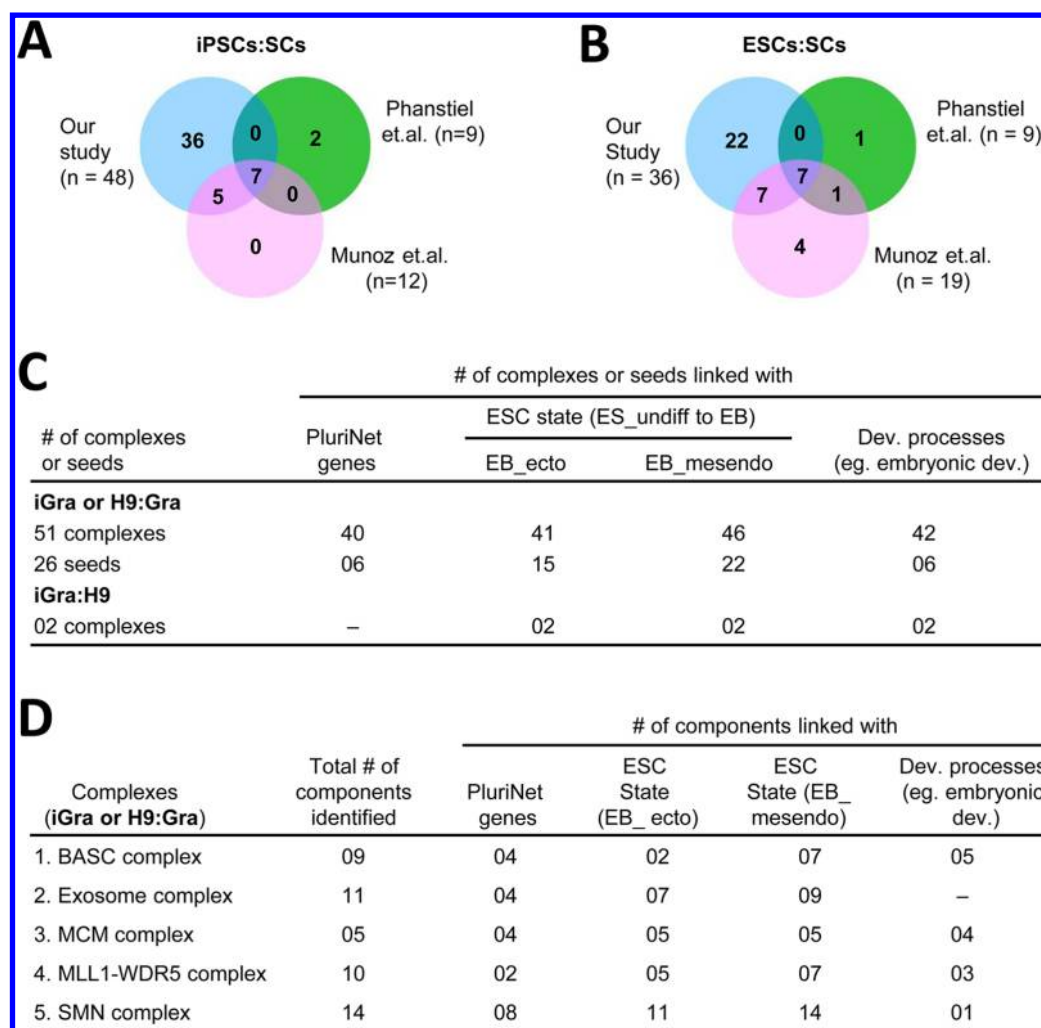 A
iPSCs:SCs
Our
study
(n = 48)
36
0
2
7
5
0
0
Phanstiel
et.al. (n=9)
Munoz et.al.
(n=12)
B
ESCs:SCs
Our
Study
(n = 36)
22
0
1
7
7
1
4
Phanstiel
et.al. (n = 9)
Munoz et.al.
(n = 19)
C
# of complexes or seeds linked with
# of complexes
or seeds
PluriNet
genes
ESC state (ES_undiff to EB)
EB_ecto EB_mesendo
Dev. processes
(eg. embryonic dev.)
iGra or H9:Gra
51 complexes 40 41 46 42
26 seeds 06 15 22 06
iGra:H9
02 complexes – 02 02 02
D
# of components linked with
Complexes
(iGra or H9:Gra)
Total # of
components
identified
PluriNet
genes
ESC
State
(EB_ ecto)
ESC
State (EB_
mesendo)
Dev. processes
(eg. embryonic
dev.)
1. BASC complex 09 04 02 07 05
2. Exosome complex 11 04 07 09 –
3. MCM complex 05 04 05 05 04
4. MLL1-WDR5 complex 10 02 05 07 03
5. SMN complex 14 08 11 14 01